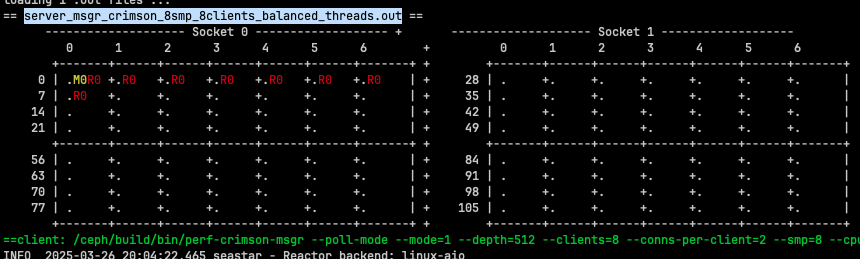 loading 1 .out files ...
== server_msgr_crimson_8smp_8clients_balanced_threads.out ==
-------------------- Socket 0 ------------------- + -------------------- Socket 1 -------------------
0 1 2 3 4 5 6 + 0 1 2 3 4 5 6
+------+------+------+------+------+------+------+ + +------+------+------+------+------+------+------+
0 | .M0R0 +.R0 +.R0 +.R0 +.R0 +.R0 +.R0 | + 28 | . +. +. +. +. +. +. |
7 | .R0 +. +. +. +. +. +. | + 35 | . +. +. +. +. +. +. |
14 | . +. +. +. +. +. +. | + 42 | . +. +. +. +. +. +. |
21 | . +. +. +. +. +. +. | + 49 | . +. +. +. +. +. +. |
+------+------+------+------+------+------+------+ + +------+------+------+------+------+------+------+
56 | . +. +. +. +. +. +. | + 84 | . +. +. +. +. +. +. |
63 | . +. +. +. +. +. +. | + 91 | . +. +. +. +. +. +. |
70 | . +. +. +. +. +. +. | + 98 | . +. +. +. +. +. +. |
77 | . +. +. +. +. +. +. | + 105 | . +. +. +. +. +. +. |
+------+------+------+------+------+------+------+ + +------+------+------+------+------+------+------+
==client: /ceph/build/bin/perf-crimson-msgr --poll-mode --mode=1 --depth=512 --clients=8 --conns-per-client=2 --smp=8 --cpu
INFO 2025-03-26 20:04:22,465 seastar - Reactor backend: linux-aio